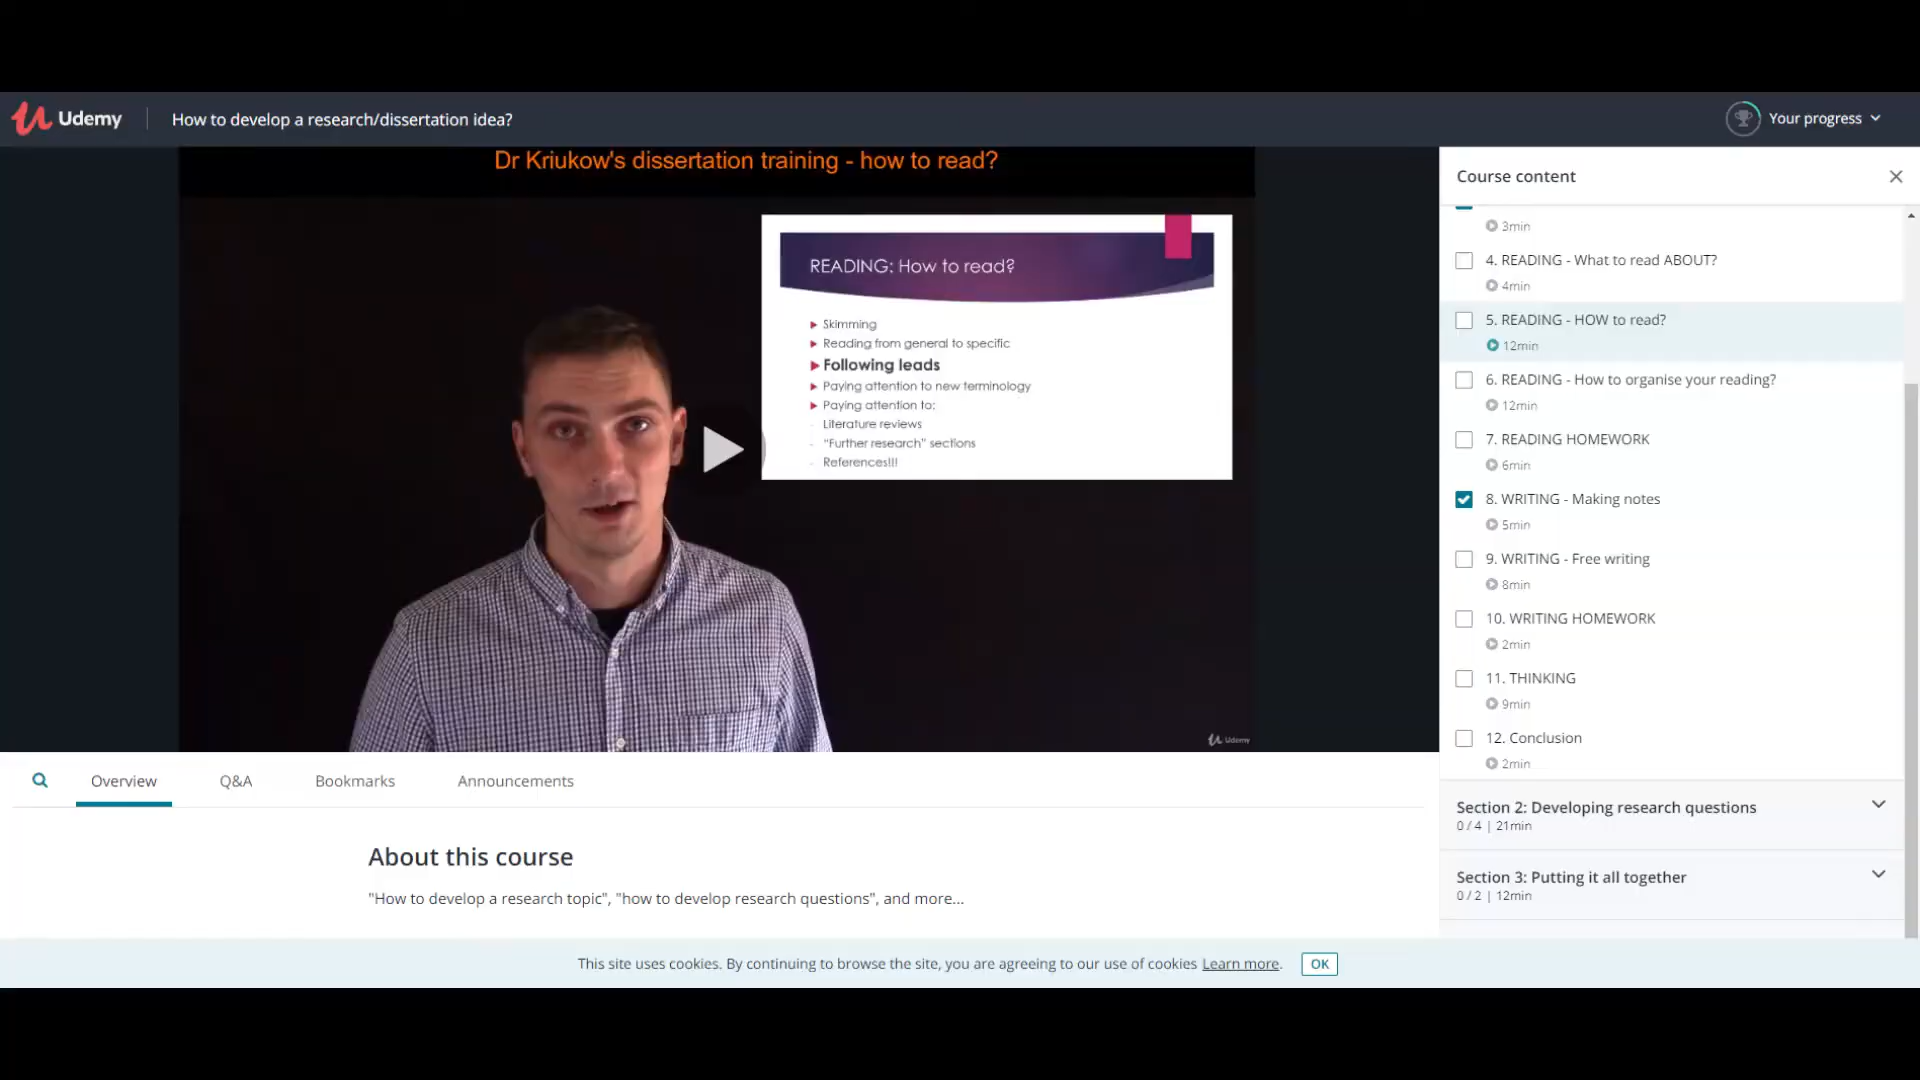 Udemy
How to develop a research/dissertation idea?
Your progress
Dr Kriukow's dissertation training - how to read?
READING: How to read?
Skimming
Reading from general to specific
Following leads
Paying attention to new terminology
Paying attention to:
- Literature reviews
- "Further research" sections
- References!!!
Udemy
Course content
3min
4. READING - What to read ABOUT?
4min
5. READING - HOW to read?
12min
6. READING - How to organise your reading?
12min
7. READING HOMEWORK
6min
8. WRITING - Making notes
5min
9. WRITING - Free writing
8min
10. WRITING HOMEWORK
2min
11. THINKING
9min
12. Conclusion
2min
Section 2: Developing research questions
0 / 4 | 21min
Section 3: Putting it all together
0 / 2 | 12min
Overview
Q&A
Bookmarks
Announcements
About this course
"How to develop a research topic", "how to develop research questions", and more...
This site uses cookies. By continuing to browse the site, you are agreeing to our use of cookies Learn more.
OK